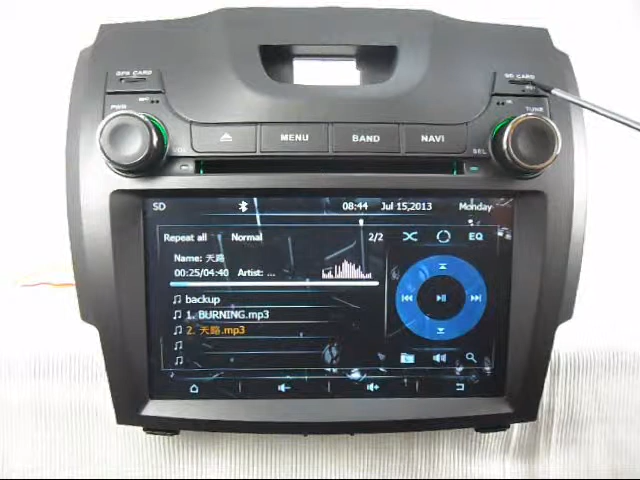 GPS CARD
SD CARD
PWR
TUNE
MENU
BAND
NAVI
VOL
SEL
SD 08:44 Jul 15,2013 Monday
Repeat all Normal 2/2 EQ
Name: 天路
00:25/04:40 Artist: ...
backup
1. BURNING.mp3
2. 天路.mp3